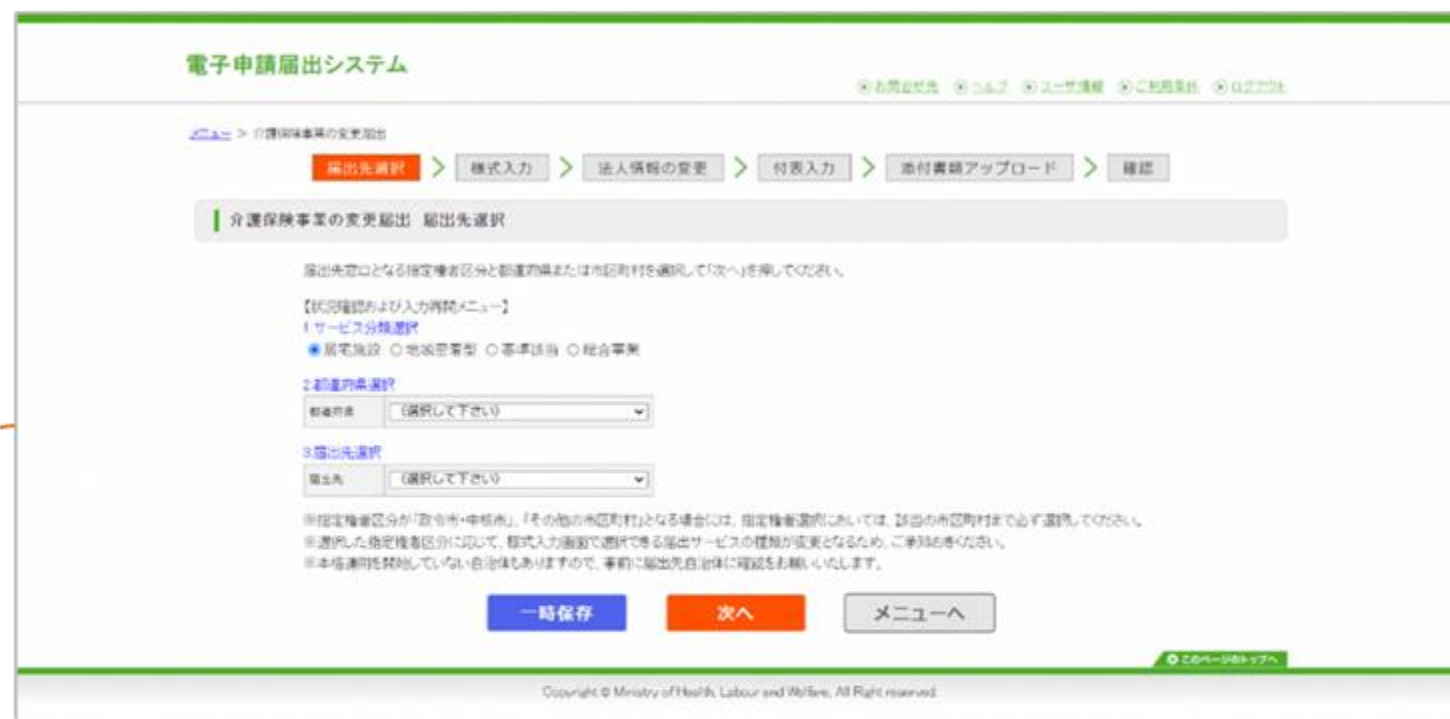 電子申請届出システム
お問合せ先 ヘルプ ユーザ情報 ご利用条件 ログアウト
メニュー > 介護保険事業の変更届出
届出先選択 > 様式入力 > 法人情報の変更 > 付表入力 > 添付書類アップロード > 確認
介護保険事業の変更届出 届出先選択
届出先窓口となる指定権者区分と都道府県または市区町村を選択して「次へ」を押してください。
【状況確認および入力再開メニュー】
1.サービス分類選択
居宅施設 地域密着型 基準該当 総合事業
2.都道府県選択
都道府県 (選択して下さい)
3.届出先選択
届出先 (選択して下さい)
※指定権者区分が「政令市・中核市」、「その他の市区町村」となる場合には、指定権者選択においては、該当の市区町村まで必ず選択してください。
※選択した指定権者区分に応じて、様式入力画面で選択できる届出サービスの種類が変更となるため、ご承知おきください。
※本格運用を開始していない自治体もありますので、事前に届出先自治体に確認をお願いいたします。
一時保存 次へ メニューへ
このページのトップへ
Copyright © Ministry of Health, Labour and Welfare, All Right reserved.